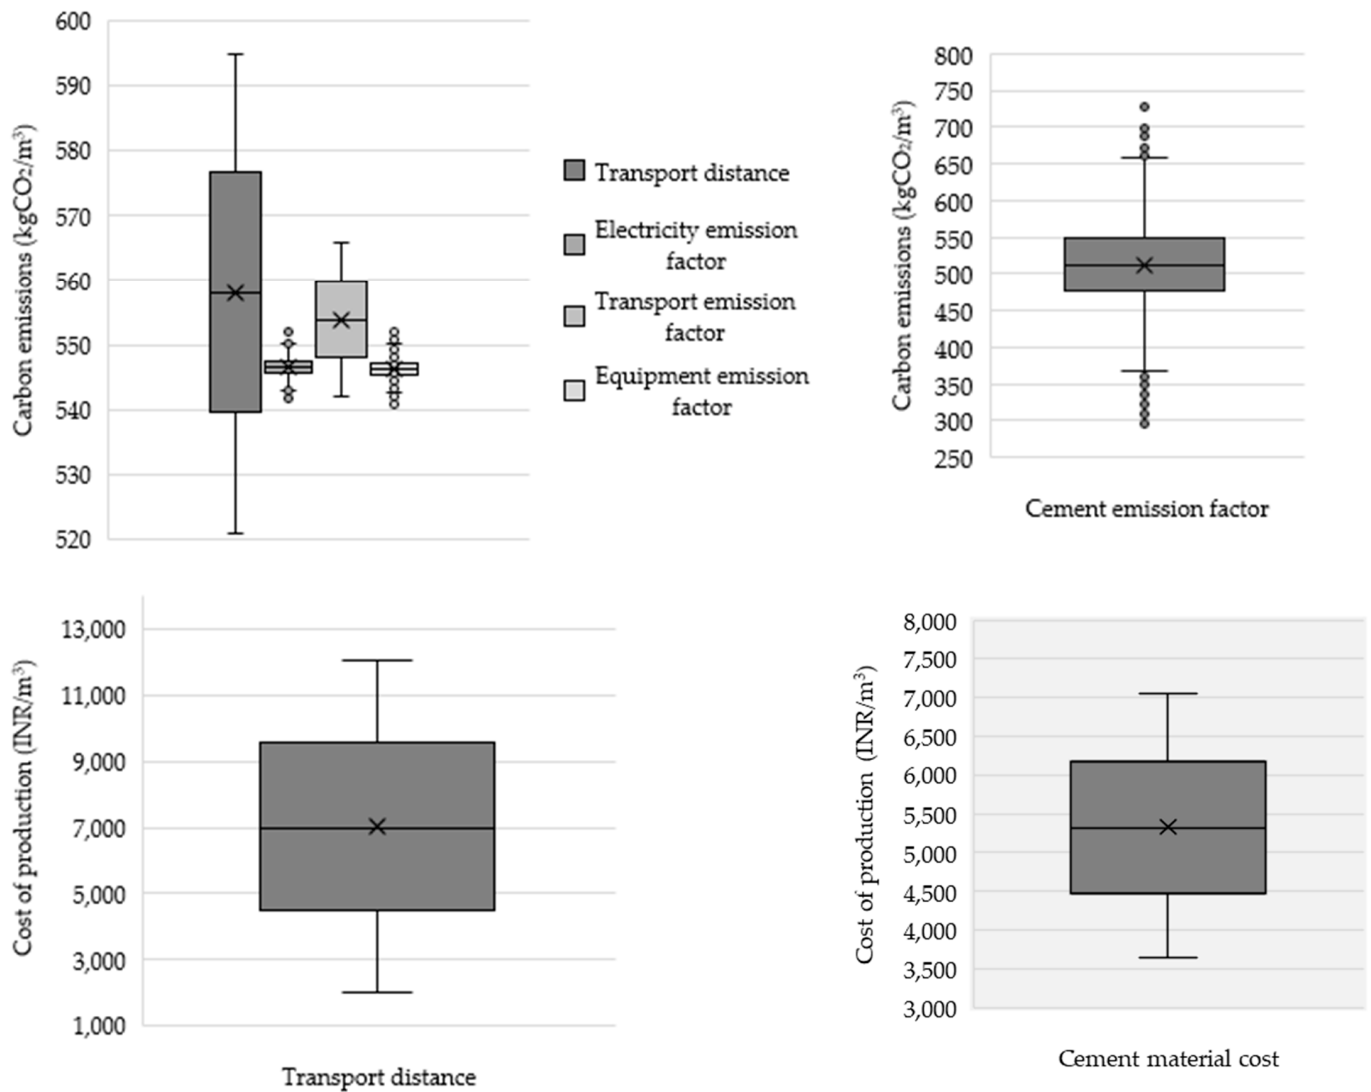 600
590
580
570
560
550
540
530
520
Carbon emissions (kgCO₂/m³)
Transport distance
Electricity emission
factor
Transport emission
factor
Equipment emission
factor
800
750
700
650
600
550
500
450
400
350
300
250
Carbon emissions (kgCO₂/m³)
Cement emission factor
13,000
11,000
9,000
7,000
5,000
3,000
1,000
Cost of production (INR/m³)
Transport distance
8,000
7,500
7,000
6,500
6,000
5,500
5,000
4,500
4,000
3,500
3,000
Cost of production (INR/m³)
Cement material cost